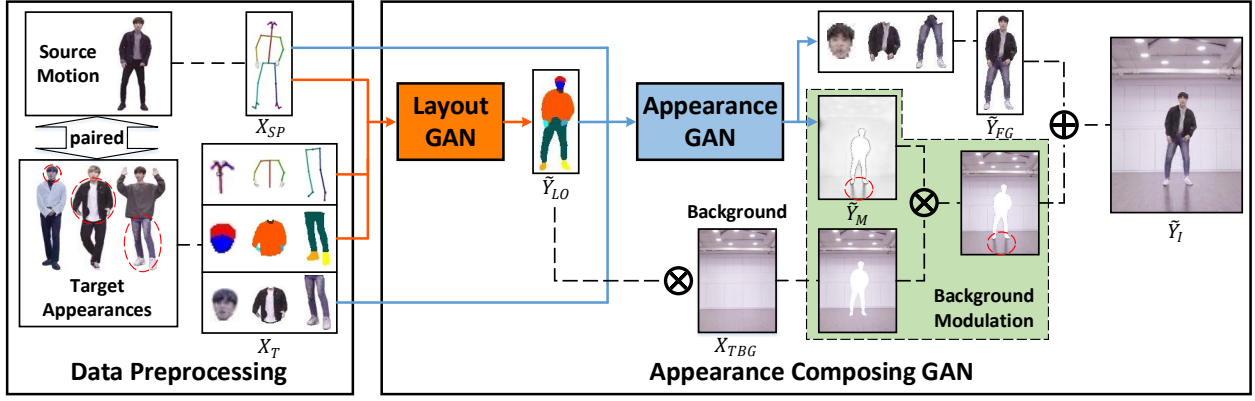 Source
Motion
X_SP
paired
Target
Appearances
X_T
Data Preprocessing
Layout
GAN
Ỹ_LO
Appearance
GAN
Ỹ_FG
Ỹ_M
Background
X_TBG
Background
Modulation
Ỹ_I
Appearance Composing GAN